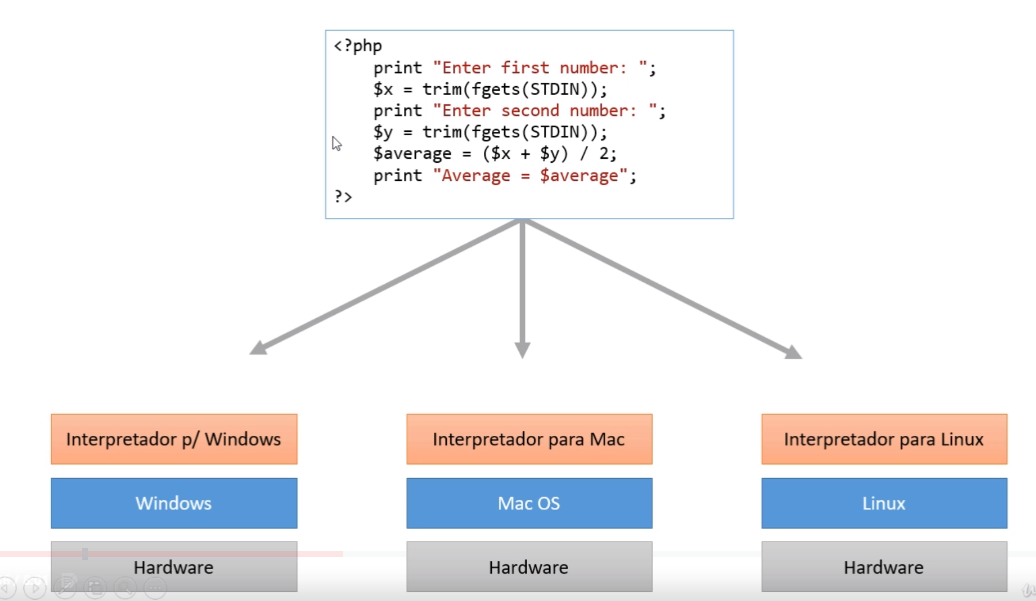 <?php
print "Enter first number: ";
$x = trim(fgets(STDIN));
print "Enter second number: ";
$y = trim(fgets(STDIN));
$average = ($x + $y) / 2;
print "Average = $average";
?>
Interpretador p/ Windows
Interpretador para Mac
Interpretador para Linux
Windows
Mac OS
Linux
Hardware
Hardware
Hardware